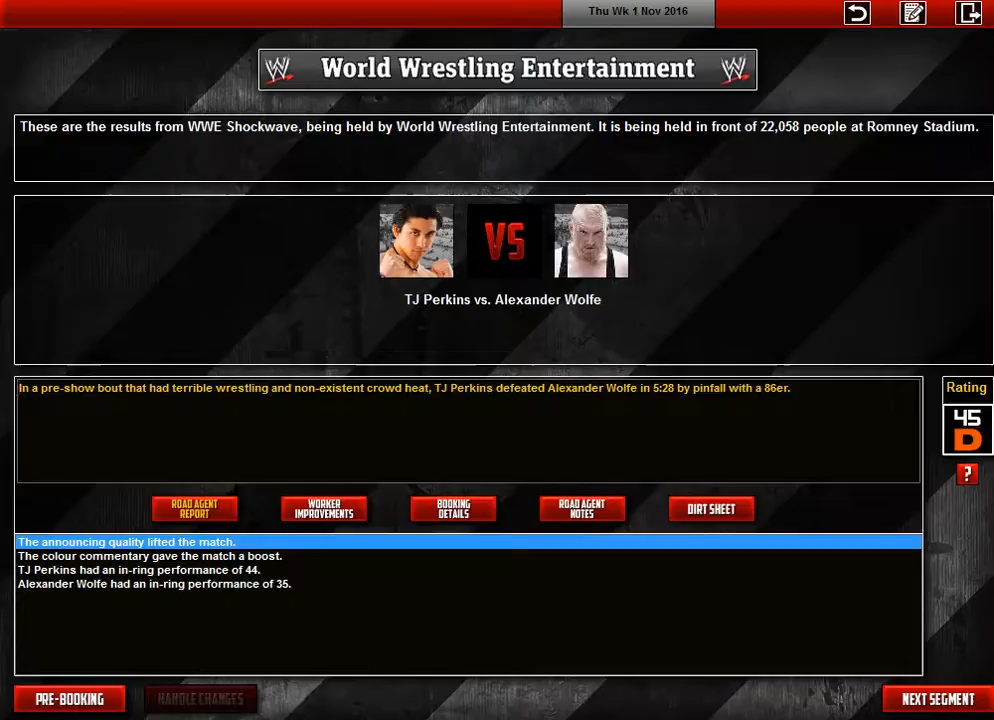 Thu Wk 1 Nov 2016
World Wrestling Entertainment
These are the results from WWE Shockwave, being held by World Wrestling Entertainment. It is being held in front of 22,058 people at Romney Stadium.
VS
TJ Perkins vs. Alexander Wolfe
In a pre-show bout that had terrible wrestling and non-existent crowd heat, TJ Perkins defeated Alexander Wolfe in 5:28 by pinfall with a 86er.
Rating
45
D
?
ROAD AGENT REPORT
WORKER IMPROVEMENTS
BOOKING DETAILS
ROAD AGENT NOTES
DIRT SHEET
The announcing quality lifted the match.
The colour commentary gave the match a boost.
TJ Perkins had an in-ring performance of 44.
Alexander Wolfe had an in-ring performance of 35.
PRE-BOOKING
HANDLE CHANGES
NEXT SEGMENT